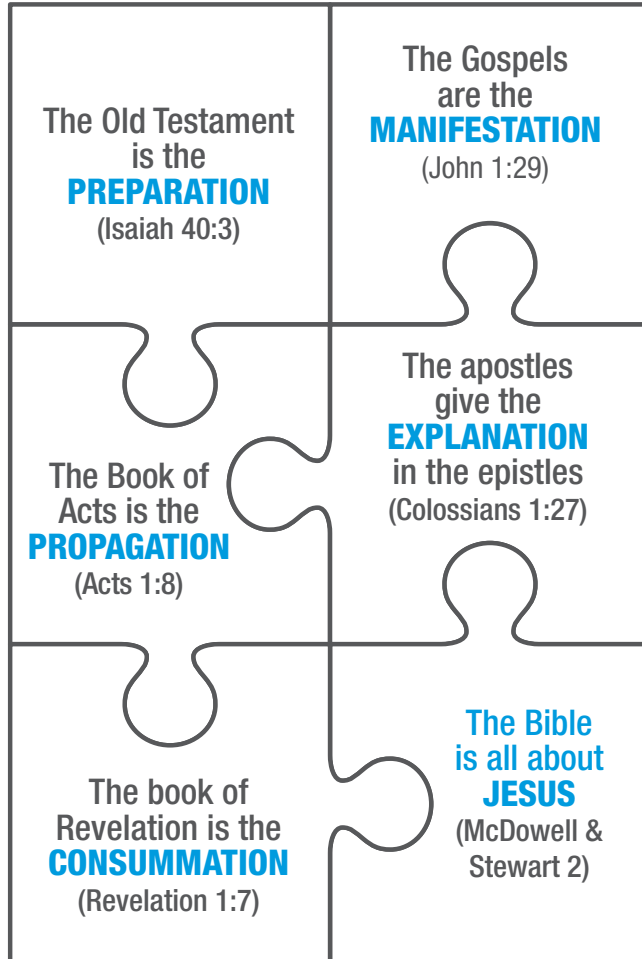 The Old Testament
is the
PREPARATION
(Isaiah 40:3)
The Gospels
are the
MANIFESTATION
(John 1:29)
The Book of
Acts is the
PROPAGATION
(Acts 1:8)
The apostles
give the
EXPLANATION
in the epistles
(Colossians 1:27)
The book of
Revelation is the
CONSUMMATION
(Revelation 1:7)
The Bible
is all about
JESUS
(McDowell &
Stewart 2)